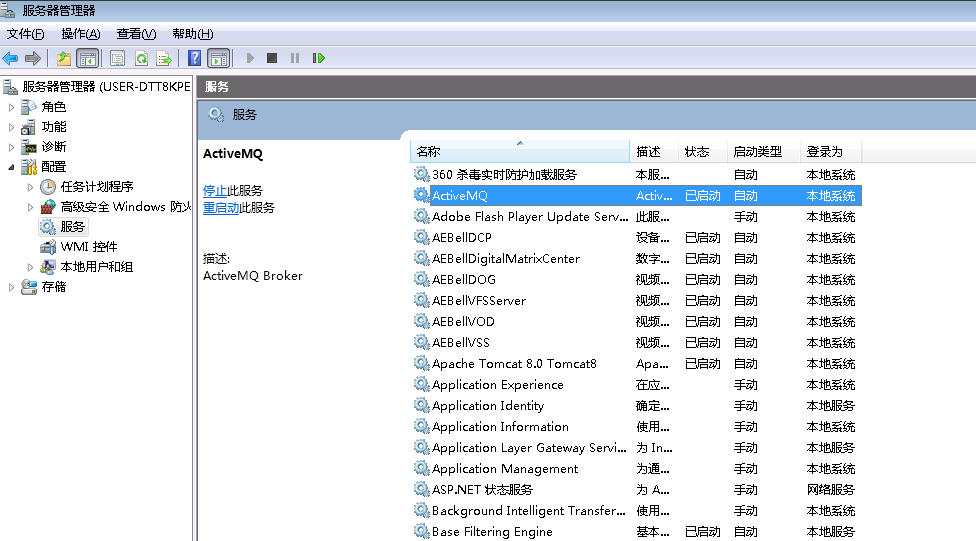 服务器管理器
文件(F) 操作(A) 查看(V) 帮助(H)
服务器管理器 (USER-DTT8KPE
角色
功能
诊断
配置
任务计划程序
高级安全 Windows 防火
服务
WMI 控件
本地用户和组
存储
服务
服务
ActiveMQ
停止此服务
重启动此服务
描述:
ActiveMQ Broker
名称 描述 状态 启动类型 登录为
360 杀毒实时防护加载服务 本服... 自动 本地系统
ActiveMQ Activ... 已启动 自动 本地系统
Adobe Flash Player Update Serv... 此服... 手动 本地系统
AEBellDCP 设备... 已启动 自动 本地系统
AEBellDigitalMatrixCenter 数字... 已启动 自动 本地系统
AEBellDOG 视频... 已启动 自动 本地系统
AEBellVFSServer 视频... 已启动 自动 本地系统
AEBellVOD 视频... 已启动 自动 本地系统
AEBellVSS 视频... 已启动 自动 本地系统
Apache Tomcat 8.0 Tomcat8 Apa... 已启动 自动 本地系统
Application Experience 在应... 手动 本地系统
Application Identity 确定... 手动 本地服务
Application Information 使用... 手动 本地系统
Application Layer Gateway Servi... 为 In... 手动 本地服务
Application Management 为通... 手动 本地系统
ASP.NET 状态服务 为 A... 手动 网络服务
Background Intelligent Transfer... 使用... 手动 本地系统
Base Filtering Engine 基本... 已启动 自动 本地服务